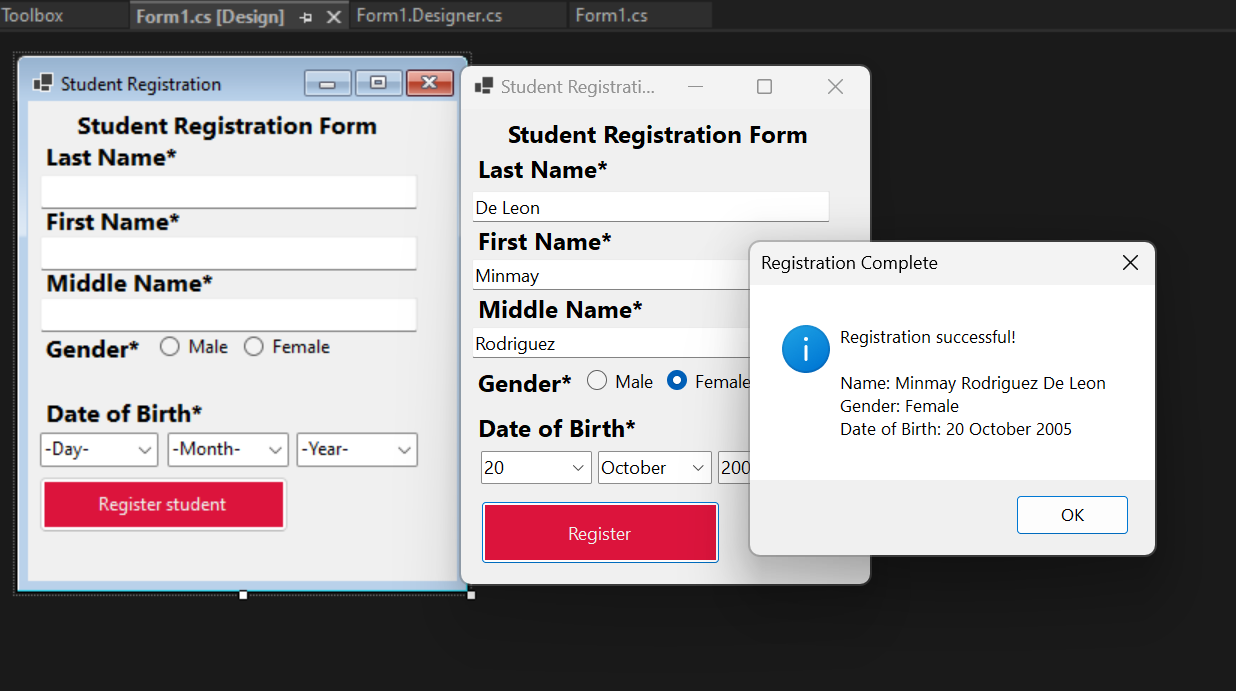 Toolbox
Form1.cs [Design]
Form1.Designer.cs
Form1.cs
Student Registration
Student Registration Form
Last Name*
First Name*
Middle Name*
Gender* Male Female
Date of Birth*
-Day- -Month- -Year-
Register student
Student Registrati...
Student Registration Form
Last Name*
De Leon
First Name*
Minmay
Middle Name*
Rodriguez
Gender* Male Female
Date of Birth*
20 October 200
Register
Registration Complete
Registration successful!
Name: Minmay Rodriguez De Leon
Gender: Female
Date of Birth: 20 October 2005
OK